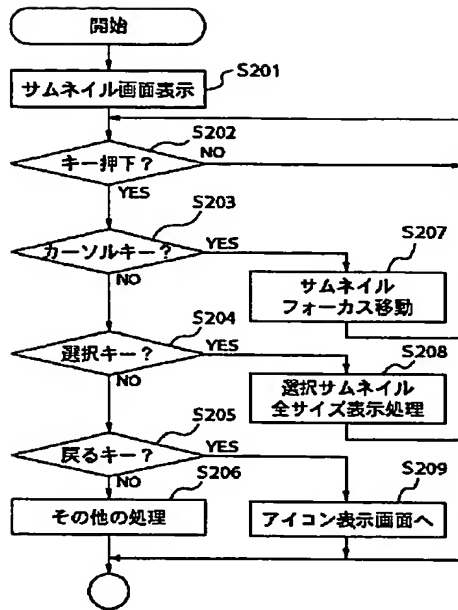 開始
S201
サムネイル画面表示
S202
キー押下?
NO
YES
S203
カーソルキー?
YES
NO
S207
サムネイル
フォーカス移動
S204
選択キー?
YES
NO
S208
選択サムネイル
全サイズ表示処理
S205
戻るキー?
YES
NO
S206
その他の処理
S209
アイコン表示画面へ